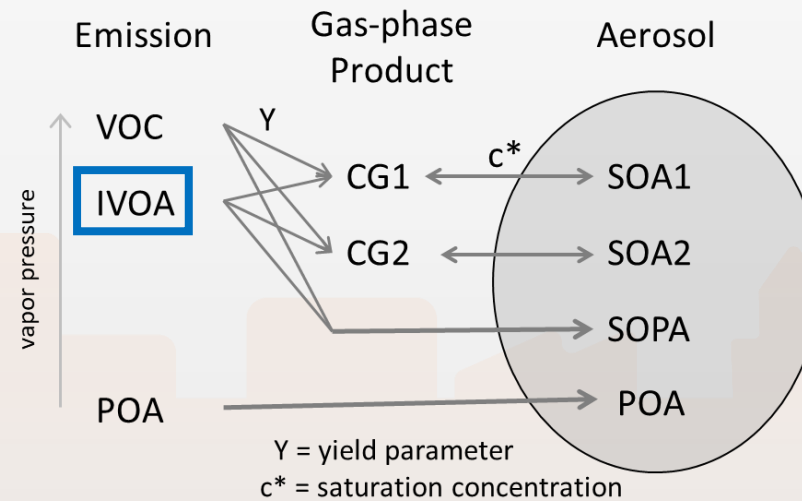 Emission
Gas-phase
Product
Aerosol
VOC
Y
IVOA
CG1
c*
SOA1
CG2
SOA2
SOPA
POA
POA
vapor pressure
Y = yield parameter
c* = saturation concentration